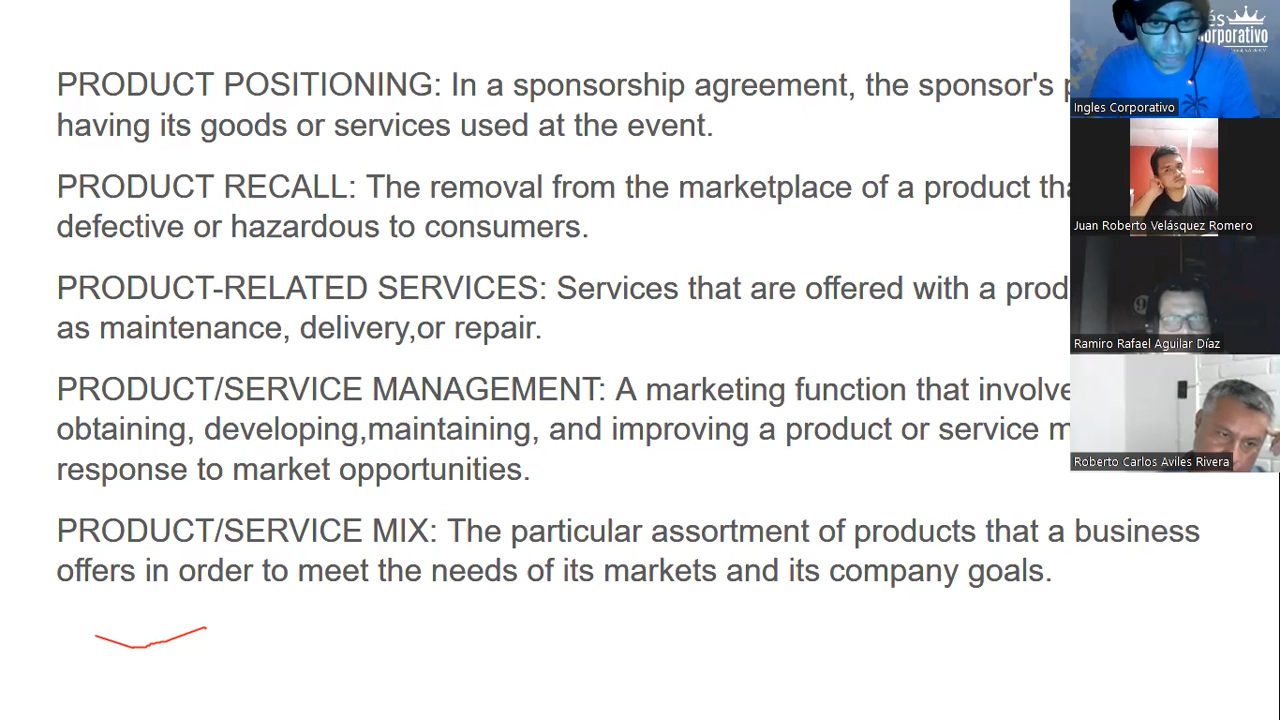 PRODUCT POSITIONING: In a sponsorship agreement, the sponsor's
having its goods or services used at the event.
PRODUCT RECALL: The removal from the marketplace of a product
defective or hazardous to consumers.
PRODUCT-RELATED SERVICES: Services that are offered with a
as maintenance, delivery,or repair.
PRODUCT/SERVICE MANAGEMENT: A marketing function that
obtaining, developing,maintaining, and improving a product or service
response to market opportunities.
PRODUCT/SERVICE MIX: The particular assortment of products that a business
offers in order to meet the needs of its markets and its company goals.
Ingles Corporativo
Juan Roberto Velásquez Romero
Ramiro Rafael Aguilar Díaz
Roberto Carlos Aviles Rivera